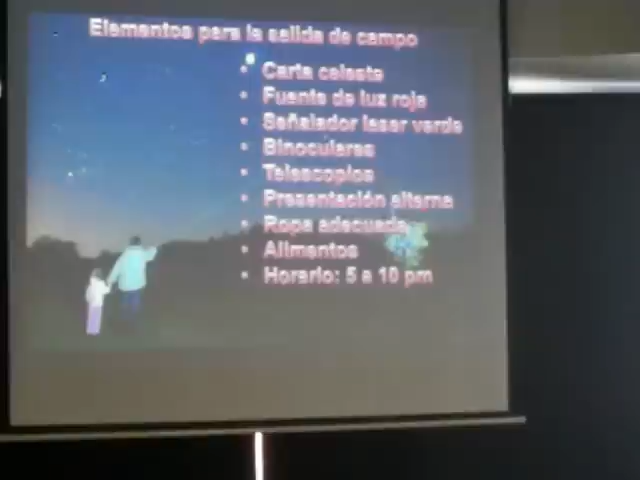 Elementos para la salida de campo
• Carta celeste
• Fuente de luz roja
• Señalador laser verde
• Binoculares
• Telescopios
• Presentación alterna
• Ropa adecuada
• Alimentos
• Horario: 5 a 10 pm